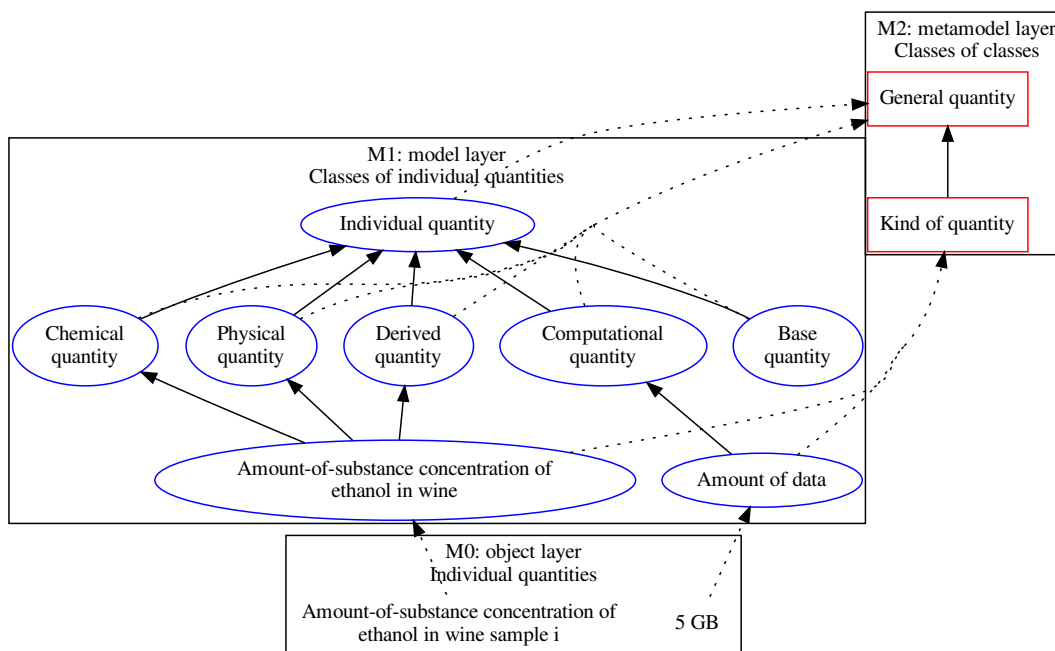 M2: metamodel layer
Classes of classes
General quantity
M1: model layer
Classes of individual quantities
Individual quantity
Kind of quantity
Chemical
quantity
Physical
quantity
Derived
quantity
Computational
quantity
Base
quantity
Amount-of-substance concentration of
ethanol in wine
Amount of data
M0: object layer
Individual quantities
Amount-of-substance concentration of
ethanol in wine sample i
5 GB